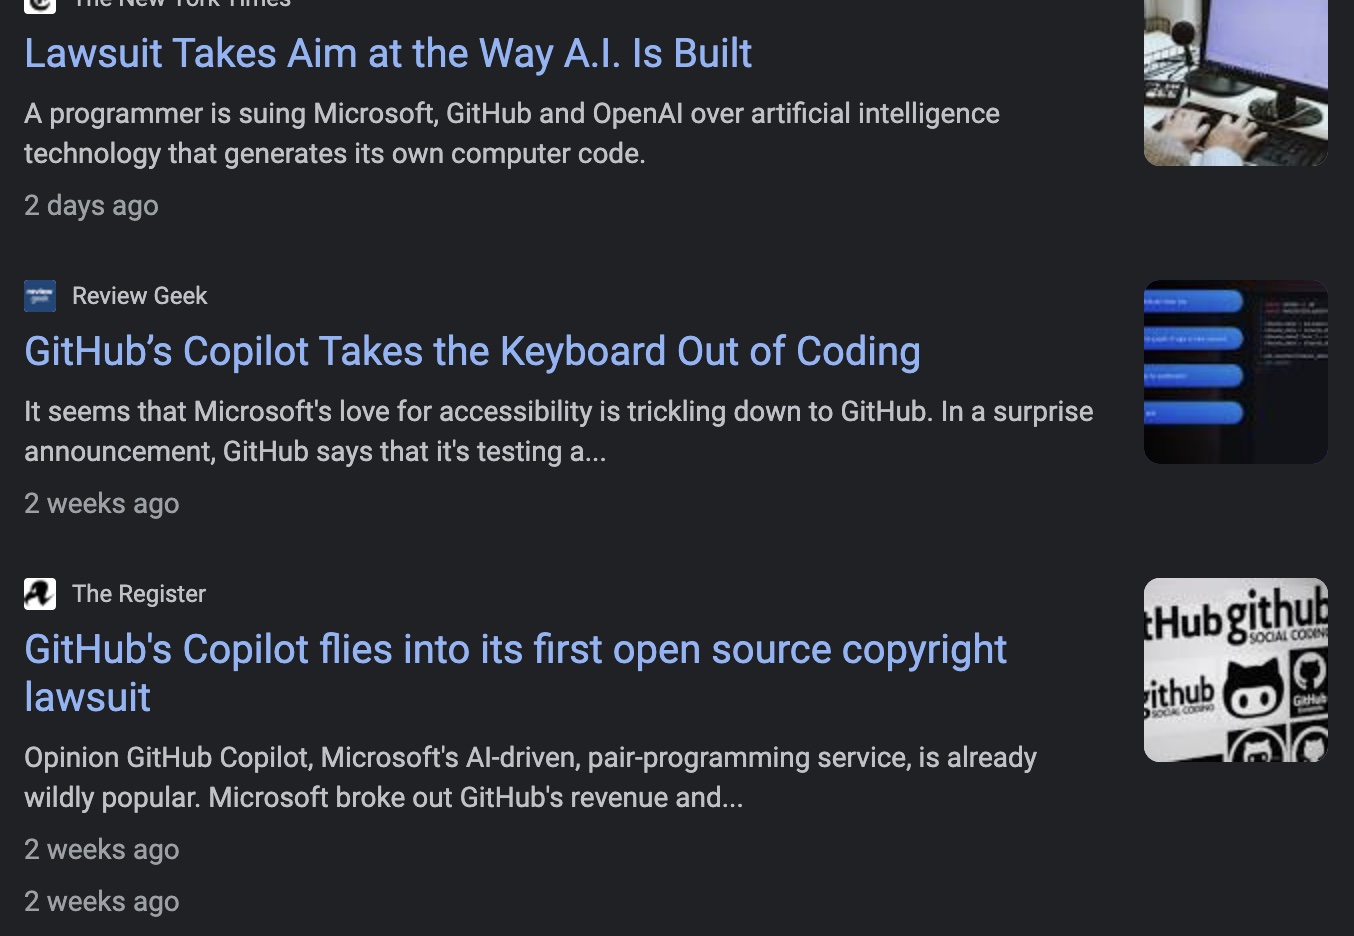 The New York Times
Lawsuit Takes Aim at the Way A.I. Is Built
A programmer is suing Microsoft, GitHub and OpenAI over artificial intelligence
technology that generates its own computer code.
2 days ago
review
geek
Review Geek
GitHub’s Copilot Takes the Keyboard Out of Coding
It seems that Microsoft's love for accessibility is trickling down to GitHub. In a surprise
announcement, GitHub says that it's testing a...
2 weeks ago
The Register
GitHub's Copilot flies into its first open source copyright
lawsuit
Opinion GitHub Copilot, Microsoft's AI-driven, pair-programming service, is already
wildly popular. Microsoft broke out GitHub's revenue and...
2 weeks ago
2 weeks ago
tHub github
SOCIAL CODING
github
SOCIAL CODING
GitHub